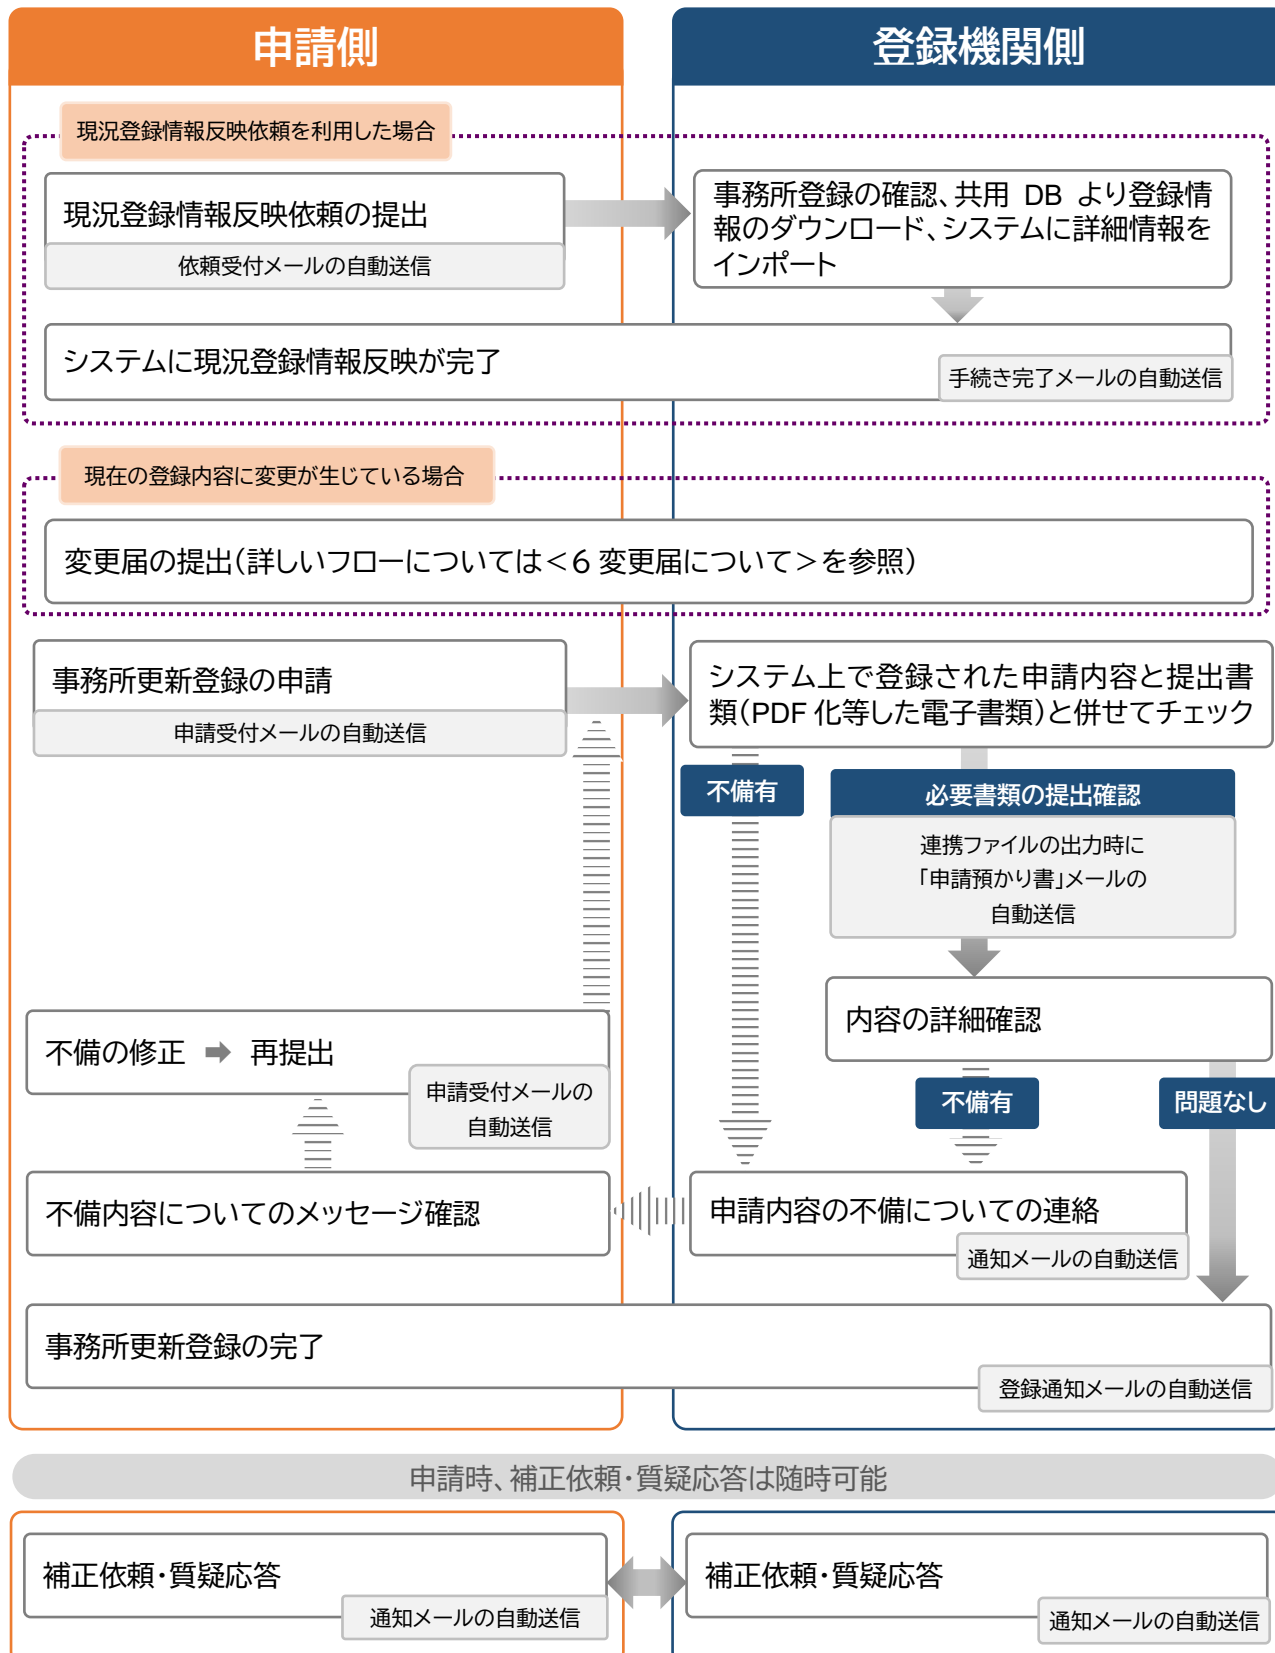 申請側
登録機関側
現況登録情報反映依頼を利用した場合
現況登録情報反映依頼の提出
依頼受付メールの自動送信
事務所登録の確認、共用 DB より登録情
報のダウンロード、システムに詳細情報を
インポート
システムに現況登録情報反映が完了
手続き完了メールの自動送信
現在の登録内容に変更が生じている場合
変更届の提出(詳しいフローについては<6 変更届について>を参照)
事務所更新登録の申請
申請受付メールの自動送信
システム上で登録された申請内容と提出書
類(PDF 化等した電子書類)と併せてチェック
不備有
必要書類の提出確認
連携ファイルの出力時に
「申請預かり書」メールの
自動送信
内容の詳細確認
不備の修正 ➡ 再提出
申請受付メールの
自動送信
不備有
問題なし
不備内容についてのメッセージ確認
申請内容の不備についての連絡
通知メールの自動送信
事務所更新登録の完了
登録通知メールの自動送信
申請時、補正依頼・質疑応答は随時可能
補正依頼・質疑応答
通知メールの自動送信
補正依頼・質疑応答
通知メールの自動送信